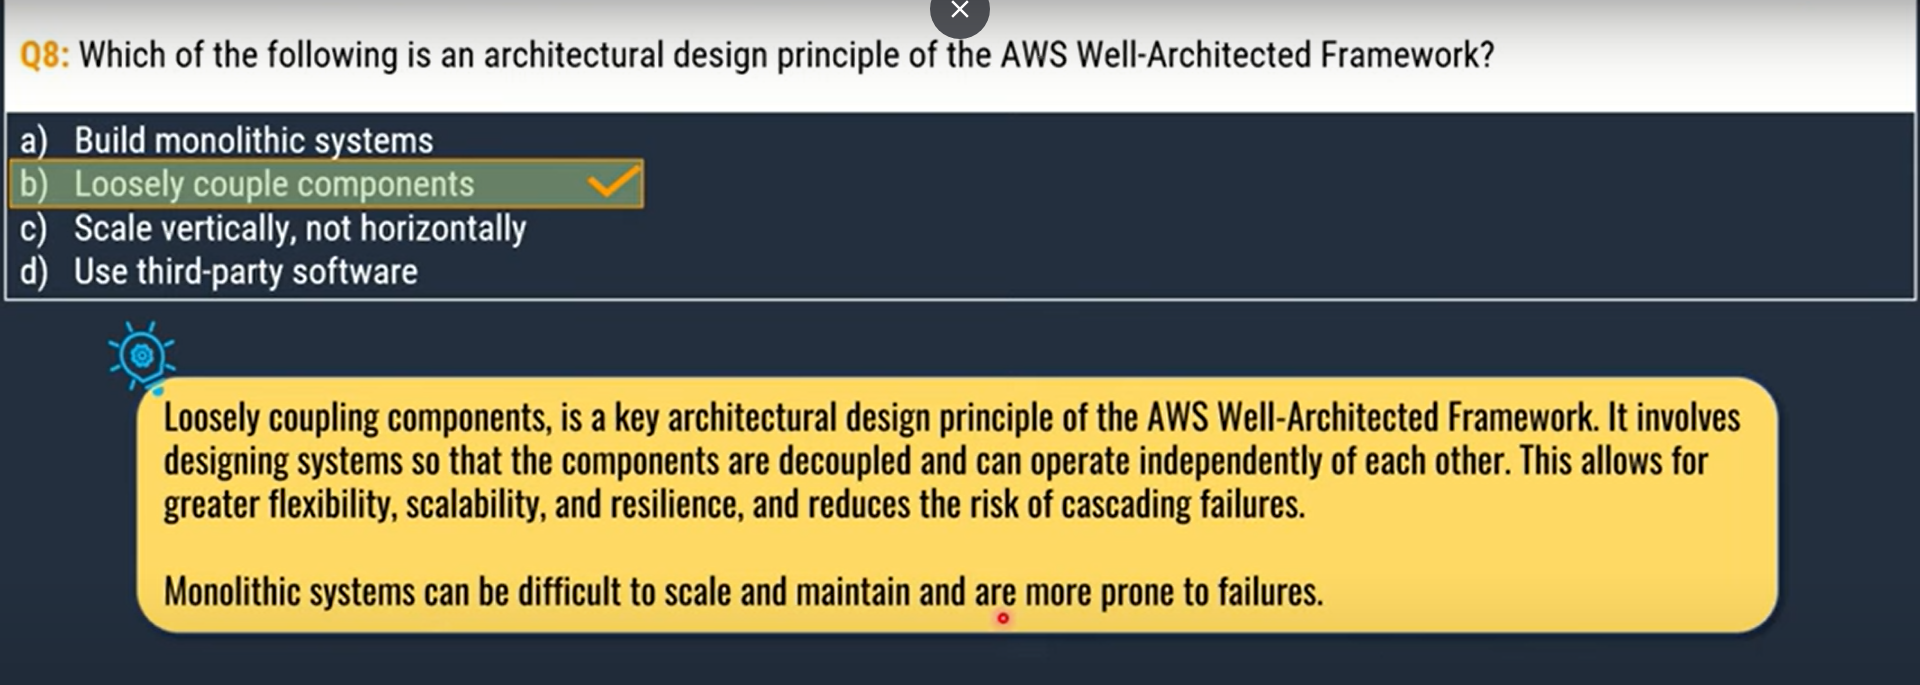 Q8: Which of the following is an architectural design principle of the AWS Well-Architected Framework?
a) Build monolithic systems
b) Loosely couple components
c) Scale vertically, not horizontally
d) Use third-party software
Loosely coupling components, is a key architectural design principle of the AWS Well-Architected Framework. It involves
designing systems so that the components are decoupled and can operate independently of each other. This allows for
greater flexibility, scalability, and resilience, and reduces the risk of cascading failures.
Monolithic systems can be difficult to scale and maintain and are more prone to failures.